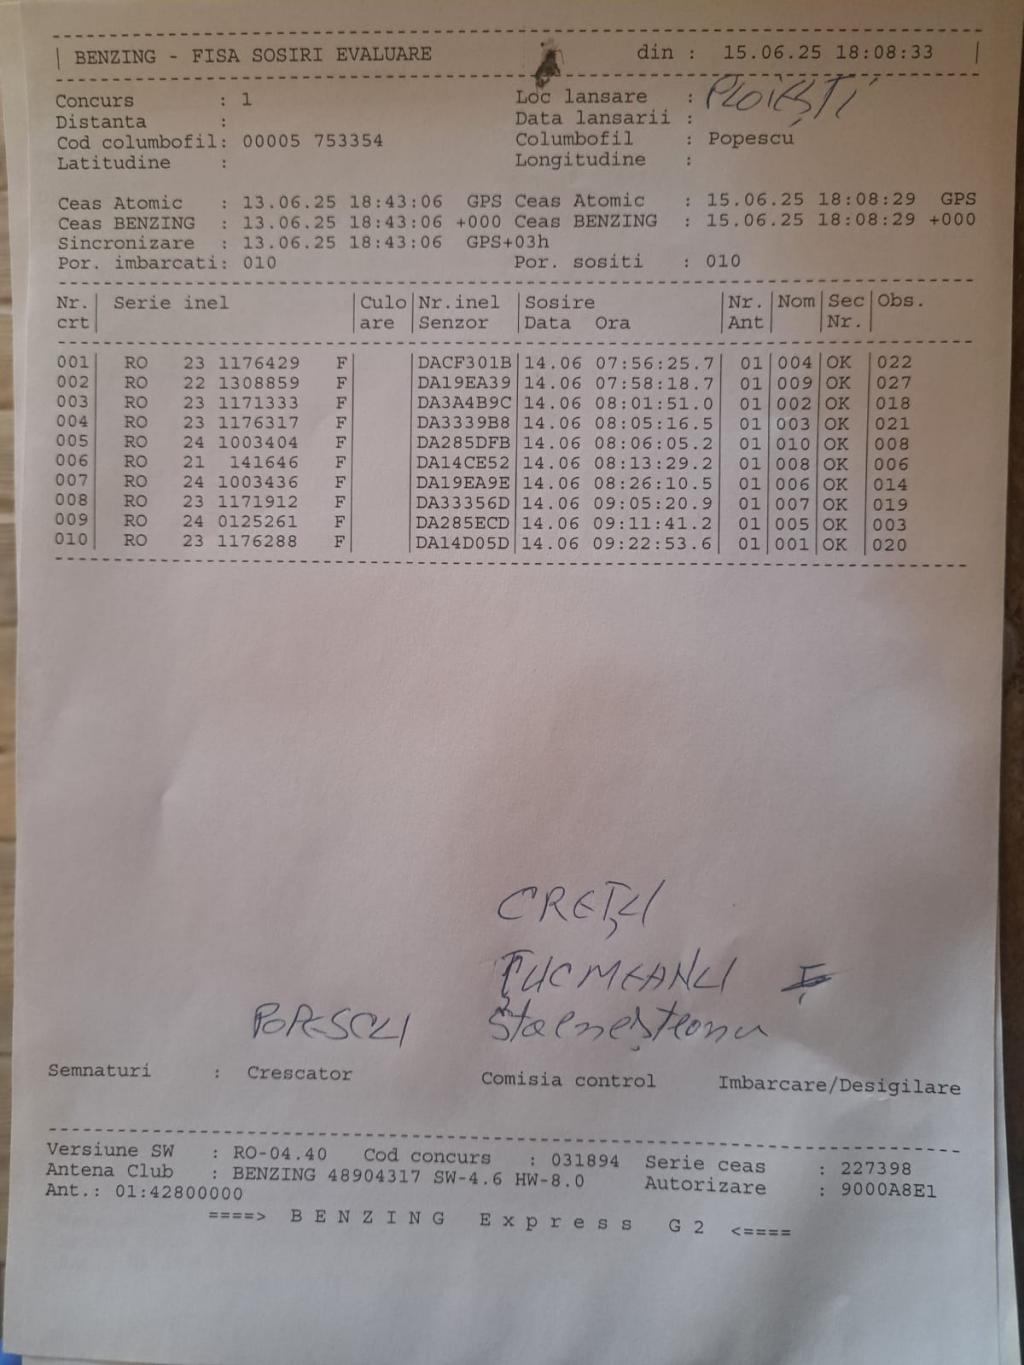 | BENZING - FISA SOSIRI EVALUARE din : 15.06.25 18:08:33 |
Concurs : 1 Loc lansare : PLOIEȘTI
Distanta : Data lansarii :
Cod columbofil: 00005 753354 Columbofil : Popescu
Latitudine : Longitudine :
Ceas Atomic : 13.06.25 18:43:06 GPS Ceas Atomic : 15.06.25 18:08:29 GPS
Ceas BENZING : 13.06.25 18:43:06 +000 Ceas BENZING : 15.06.25 18:08:29 +000
Sincronizare : 13.06.25 18:43:06 GPS+03h
Por. imbarcati: 010 Por. sositi : 010
Nr.| Serie inel |Culo|Nr.inel |Sosire |Nr.|Nom|Sec|Obs.
crt| |are |Senzor |Data Ora |Ant| |Nr.|
001| RO 23 1176429 F| |DACF301B|14.06 07:56:25.7| 01|004|OK |022
002| RO 22 1308859 F| |DA19EA39|14.06 07:58:18.7| 01|009|OK |027
003| RO 23 1171333 F| |DA3A4B9C|14.06 08:01:51.0| 01|002|OK |018
004| RO 23 1176317 F| |DA3339B8|14.06 08:05:16.5| 01|003|OK |021
005| RO 24 1003404 F| |DA285DFB|14.06 08:06:05.2| 01|010|OK |008
006| RO 21 141646 F| |DA14CE52|14.06 08:13:29.2| 01|008|OK |006
007| RO 24 1003436 F| |DA19EA9E|14.06 08:26:10.5| 01|006|OK |014
008| RO 23 1171912 F| |DA33356D|14.06 09:05:20.9| 01|007|OK |019
009| RO 24 0125261 F| |DA285ECD|14.06 09:11:41.2| 01|005|OK |003
010| RO 23 1176288 F| |DA14D05D|14.06 09:22:53.6| 01|001|OK |020
CREȚU
ȚUCMEANU
POPESCU
Semnaturi : Crescator Comisia control Imbarcare/Desigilare
Versiune SW : RO-04.40 Cod concurs : 031894 Serie ceas : 227398
Antena Club : BENZING 48904317 SW-4.6 HW-8.0 Autorizare : 9000A8E1
Ant.: 01:42800000
====> B E N Z I N G E x p r e s s G 2 <====